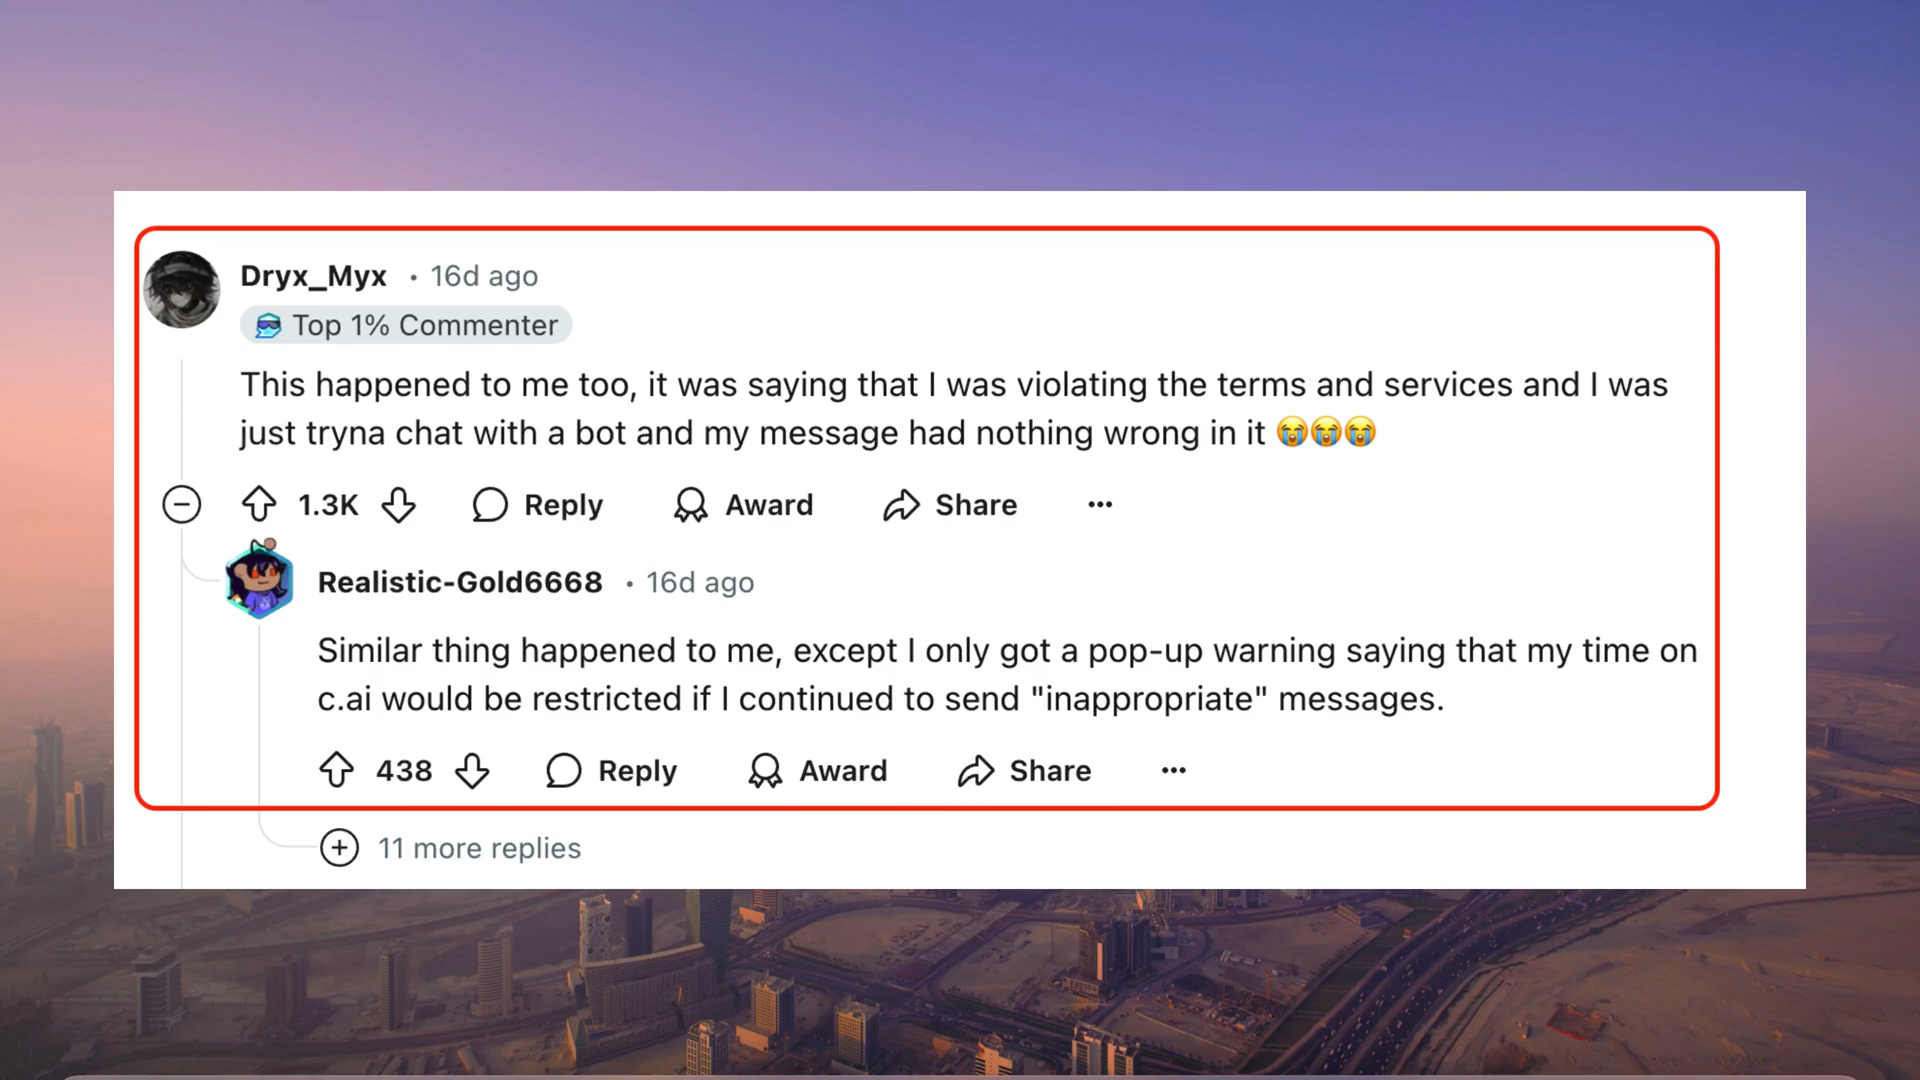 Dryx_Myx • 16d ago
Top 1% Commenter
This happened to me too, it was saying that I was violating the terms and services and I was
just tryna chat with a bot and my message had nothing wrong in it 😭😭😭
1.3K Reply Award Share ...
Realistic-Gold6668 • 16d ago
Similar thing happened to me, except I only got a pop-up warning saying that my time on
c.ai would be restricted if I continued to send "inappropriate" messages.
438 Reply Award Share ...
11 more replies